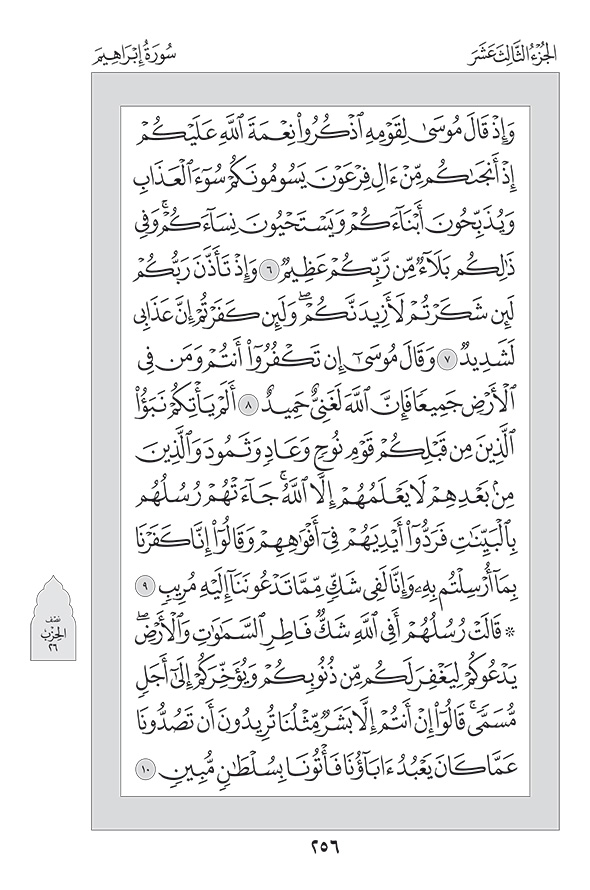 الجُزْءُ الثَّالِثَ عَشَرَ
سُورَةُ إِبْرَاهِيمَ
وَإِذْ قَالَ مُوسَىٰ لِقَوْمِهِ ٱذْكُرُوا۟ نِعْمَةَ ٱللَّهِ عَلَيْكُمْ
إِذْ أَنجَىٰكُم مِّنْ ءَالِ فِرْعَوْنَ يَسُومُونَكُمْ سُوٓءَ ٱلْعَذَابِ
وَيُذَبِّحُونَ أَبْنَآءَكُمْ وَيَسْتَحْيُونَ نِسَآءَكُمْ ۚ وَفِى
ذَٰلِكُم بَلَآءٌ مِّن رَّبِّكُمْ عَظِيمٌ ٦ وَإِذْ تَأَذَّنَ رَبُّكُمْ
لَئِن شَكَرْتُمْ لَأَزِيدَنَّكُمْ ۖ وَلَئِن كَفَرْتُمْ إِنَّ عَذَابِى
لَشَدِيدٌ ٧ وَقَالَ مُوسَىٰٓ إِن تَكْفُرُوٓا۟ أَنتُمْ وَمَن فِى
ٱلْأَرْضِ جَمِيعًا فَإِنَّ ٱللَّهَ لَغَنِىٌّ حَمِيدٌ ٨ أَلَمْ يَأْتِكُمْ نَبَؤُا۟
ٱلَّذِينَ مِن قَبْلِكُمْ قَوْمِ نُوحٍ وَعَادٍ وَثَمُودَ وَٱلَّذِينَ
مِنۢ بَعْدِهِمْ لَا يَعْلَمُهُمْ إِلَّا ٱللَّهُ ۚ جَآءَتْهُمْ رُسُلُهُم
بِٱلْبَيِّنَٰتِ فَرَدُّوٓا۟ أَيْدِيَهُمْ فِىٓ أَفْوَٰهِهِمْ وَقَالُوٓا۟ إِنَّا كَفَرْنَا
بِمَآ أُرْسِلْتُم بِهِۦ وَإِنَّا لَفِى شَكٍّ مِّمَّا تَدْعُونَنَآ إِلَيْهِ مُرِيبٍ ٩
۞ قَالَتْ رُسُلُهُمْ أَفِى ٱللَّهِ شَكٌّ فَاطِرِ ٱلسَّمَٰوَٰتِ وَٱلْأَرْضِ ۖ
يَدْعُوكُمْ لِيَغْفِرَ لَكُم مِّن ذُنُوبِكُمْ وَيُؤَخِّرَكُمْ إِلَىٰٓ أَجَلٍ
مُّسَمًّى ۚ قَالُوٓا۟ إِنْ أَنتُمْ إِلَّا بَشَرٌ مِّثْلُنَا تُرِيدُونَ أَن تَصُدُّونَا
عَمَّا كَانَ يَعْبُدُ ءَابَآؤُنَا فَأْتُونَا بِسُلْطَٰنٍ مُّبِينٍ ١٠
نصف
الحزب
٢٦
٢٥٦